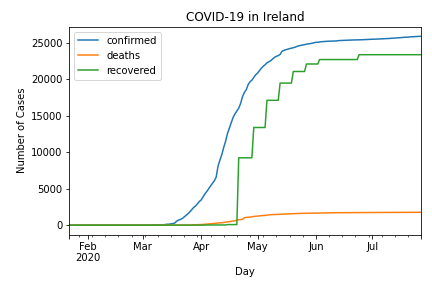 COVID-19 in Ireland
confirmed
deaths
recovered
Number of Cases
25000
20000
15000
10000
5000
0
Feb Mar Apr May Jun Jul
2020
Day